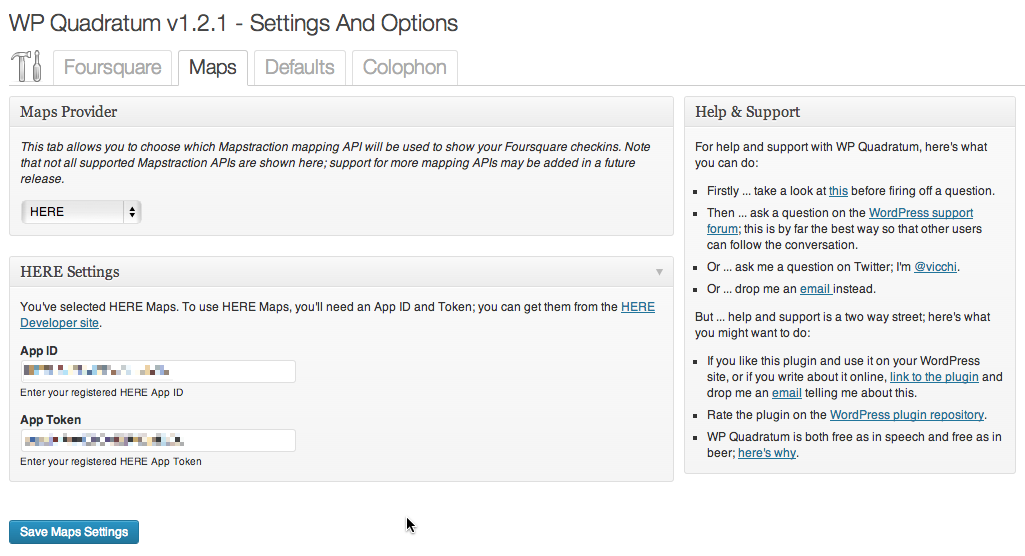 WP Quadratum v1.2.1 - Settings And Options
Foursquare
Maps
Defaults
Colophon
Maps Provider
This tab allows you to choose which Mapstraction mapping API will be used to show your Foursquare checkins. Note
that not all supported Mapstraction APIs are shown here; support for more mapping APIs may be added in a future
release.
HERE
HERE Settings
You've selected HERE Maps. To use HERE Maps, you'll need an App ID and Token; you can get them from the HERE
Developer site.
App ID
Enter your registered HERE App ID
App Token
Enter your registered HERE App Token
Save Maps Settings
Help & Support
For help and support with WP Quadratum, here's what
you can do:
Firstly ... take a look at this before firing off a question.
Then ... ask a question on the WordPress support
forum; this is by far the best way so that other users
can follow the conversation.
Or ... ask me a question on Twitter; I'm @vicchi.
Or ... drop me an email instead.
But ... help and support is a two way street; here's what
you might want to do:
If you like this plugin and use it on your WordPress
site, or if you write about it online, link to the plugin and
drop me an email telling me about this.
Rate the plugin on the WordPress plugin repository.
WP Quadratum is both free as in speech and free as in
beer; here's why.